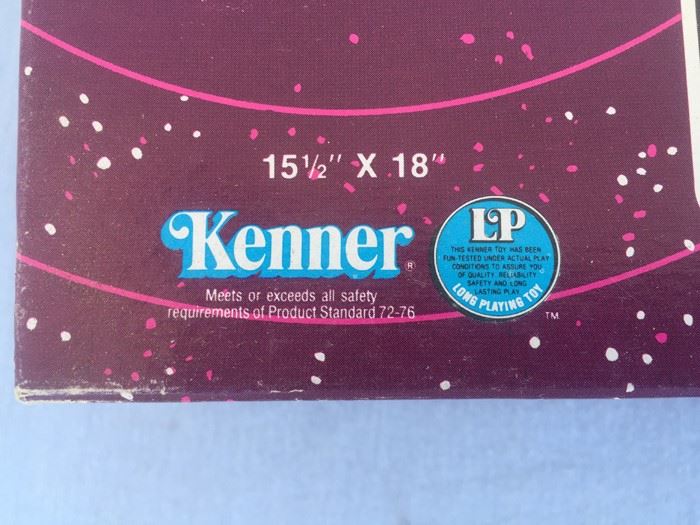 15½" X 18"
Kenner®
Meets or exceeds all safety
requirements of Product Standard 72-76
LP
THIS KENNER TOY HAS BEEN
FUN-TESTED UNDER ACTUAL PLAY
CONDITIONS TO ASSURE YOU
OF QUALITY, RELIABILITY
SAFETY AND LONG
LASTING PLAY.
LONG PLAYING TOY
TM